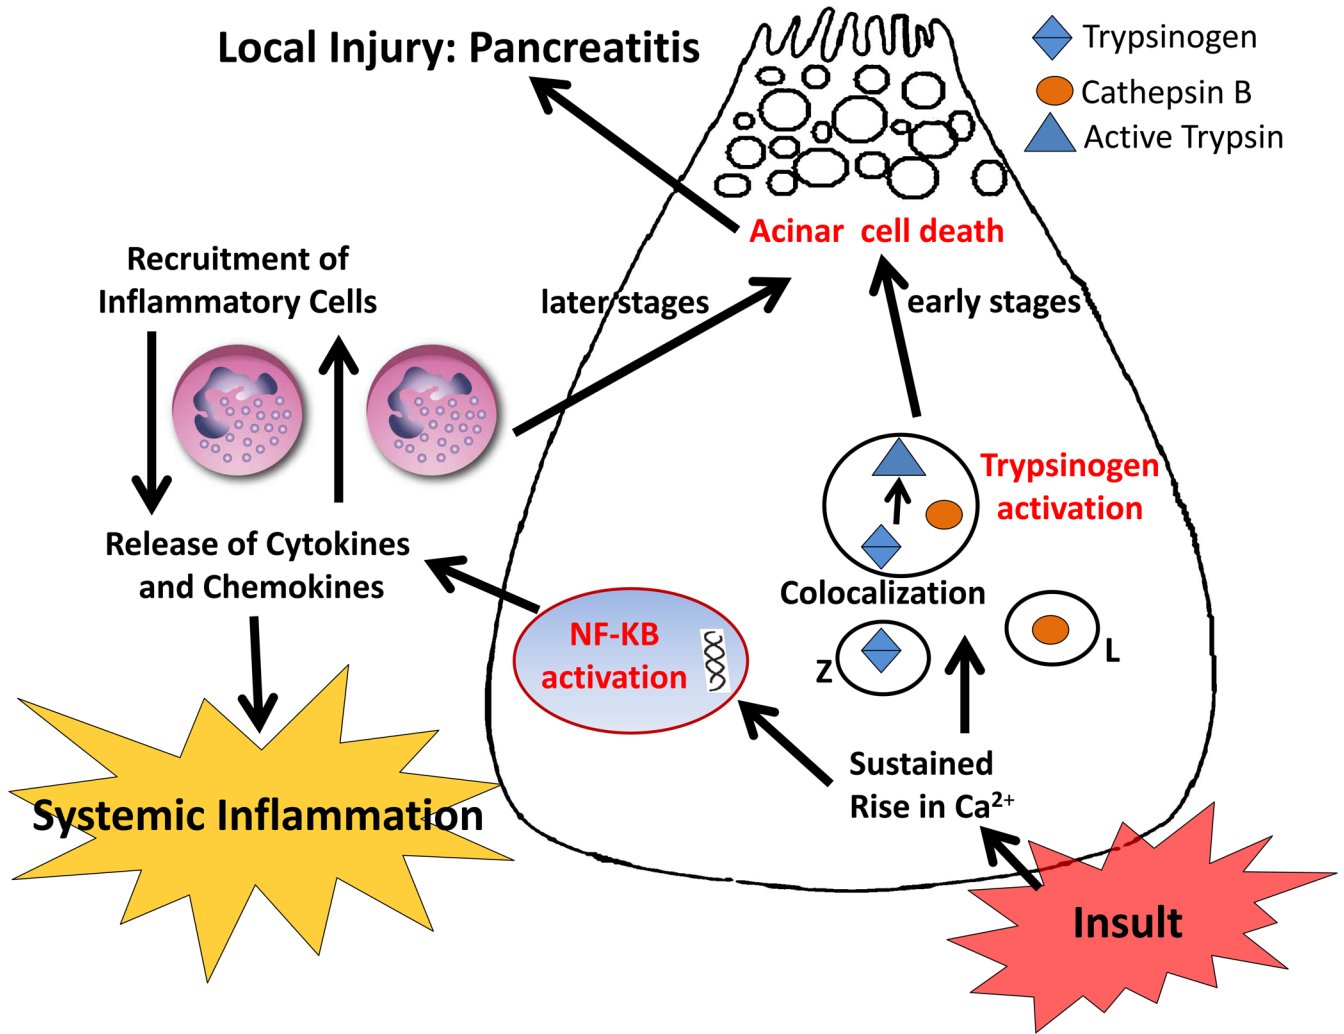 Local Injury: Pancreatitis
Trypsinogen
Cathepsin B
Active Trypsin
Acinar cell death
Recruitment of
Inflammatory Cells
later stages
early stages
Trypsinogen
activation
Release of Cytokines
and Chemokines
Colocalization
NF-KB
activation
Z
L
Sustained
Rise in Ca²⁺
Systemic Inflammation
Insult